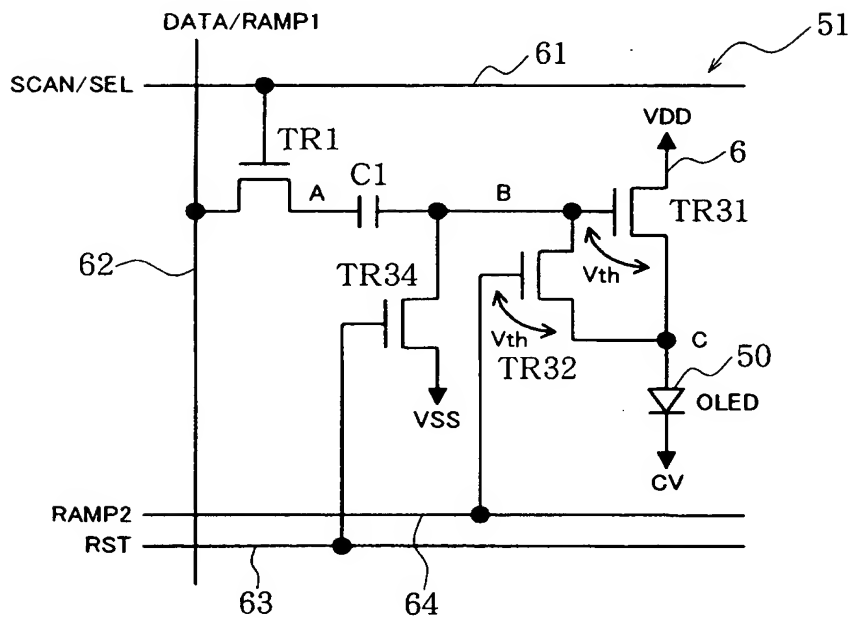 DATA/RAMP1
51
61
SCAN/SEL
VDD
6
TR1
C1
A
B
TR31
62
TR34
Vth
Vth
TR32
C
50
OLED
VSS
CV
RAMP2
RST
63
64